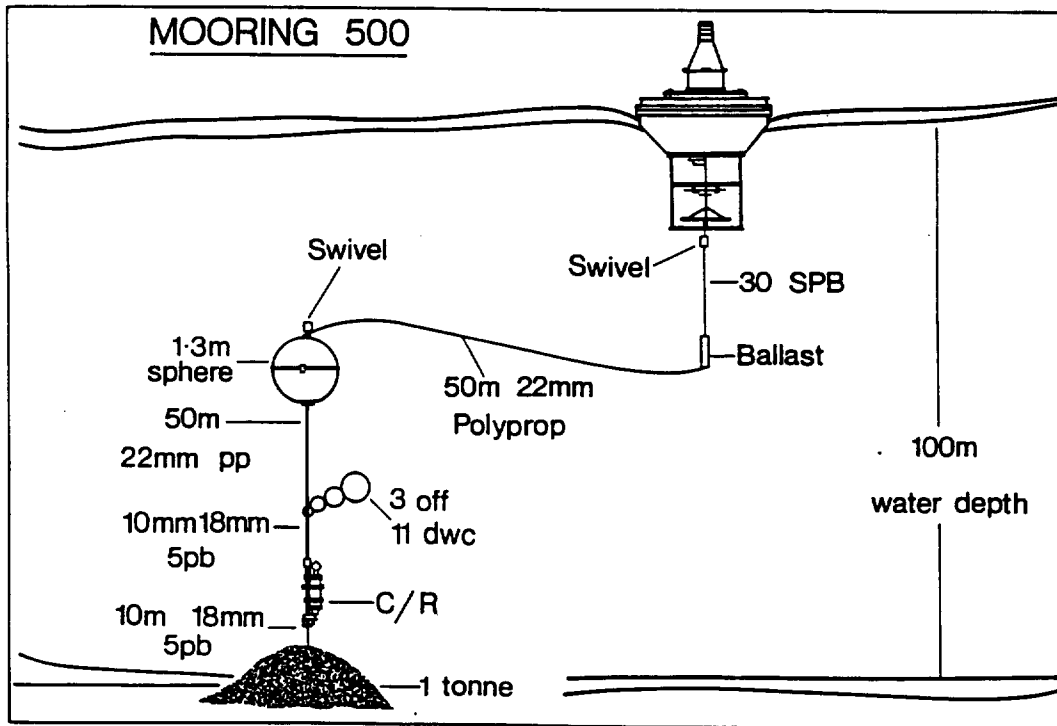 MOORING 500
Swivel
Swivel
30 SPB
1·3m
sphere
Ballast
50m 22mm
Polyprop
50m
22mm pp
100m
water depth
3 off
11 dwc
10mm18mm
5pb
C/R
10m 18mm
5pb
1 tonne